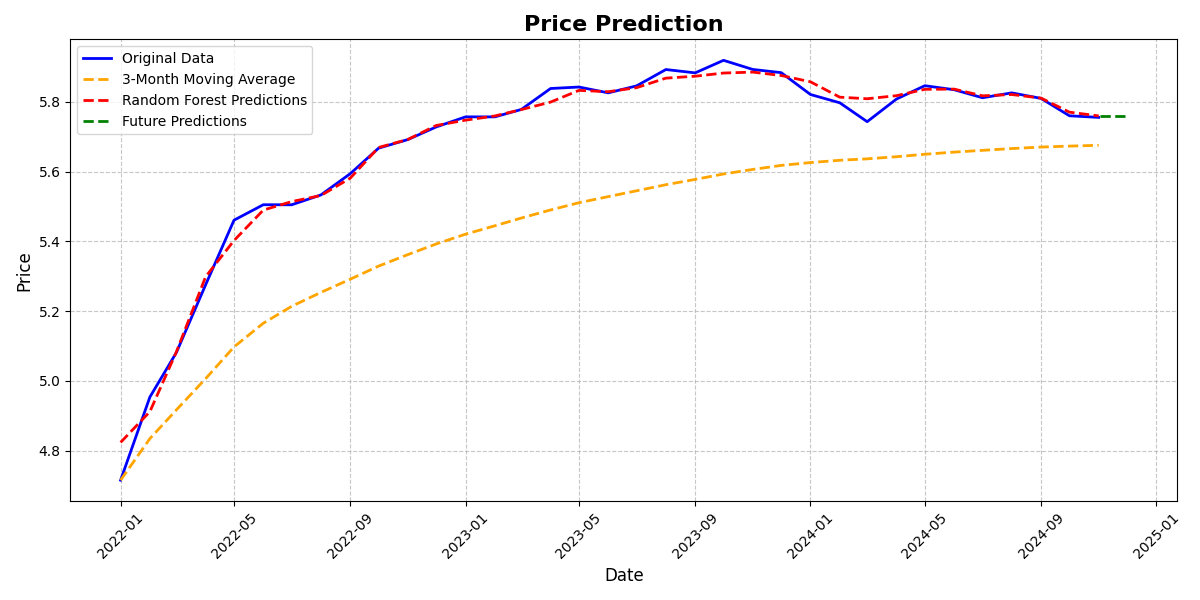 Price Prediction
Original Data
3-Month Moving Average
Random Forest Predictions
Future Predictions
Price
5.8
5.6
5.4
5.2
5.0
4.8
2022-01
2022-05
2022-09
2023-01
2023-05
2023-09
2024-01
2024-05
2024-09
2025-01
Date